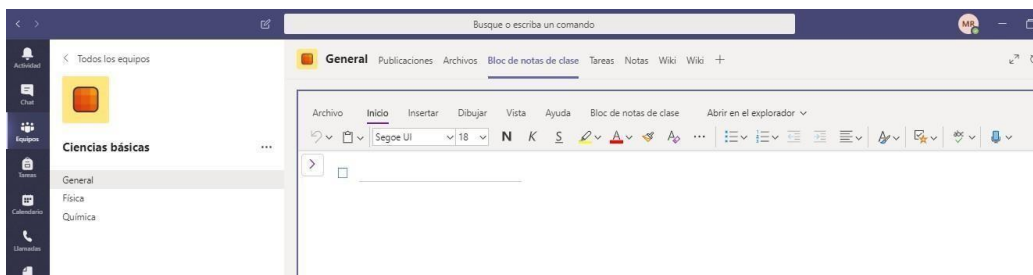 Busque o escriba un comando
MR
Actividad
Chat
Equipos
Tareas
Calendario
Llamadas
Todos los equipos
Ciencias básicas
...
General
Física
Química
General Publicaciones Archivos Bloc de notas de clase Tareas Notas Wiki Wiki +
Archivo Inicio Insertar Dibujar Vista Ayuda Bloc de notas de clase Abrir en el explorador
Segoe UI 18 N K S A A ... abc